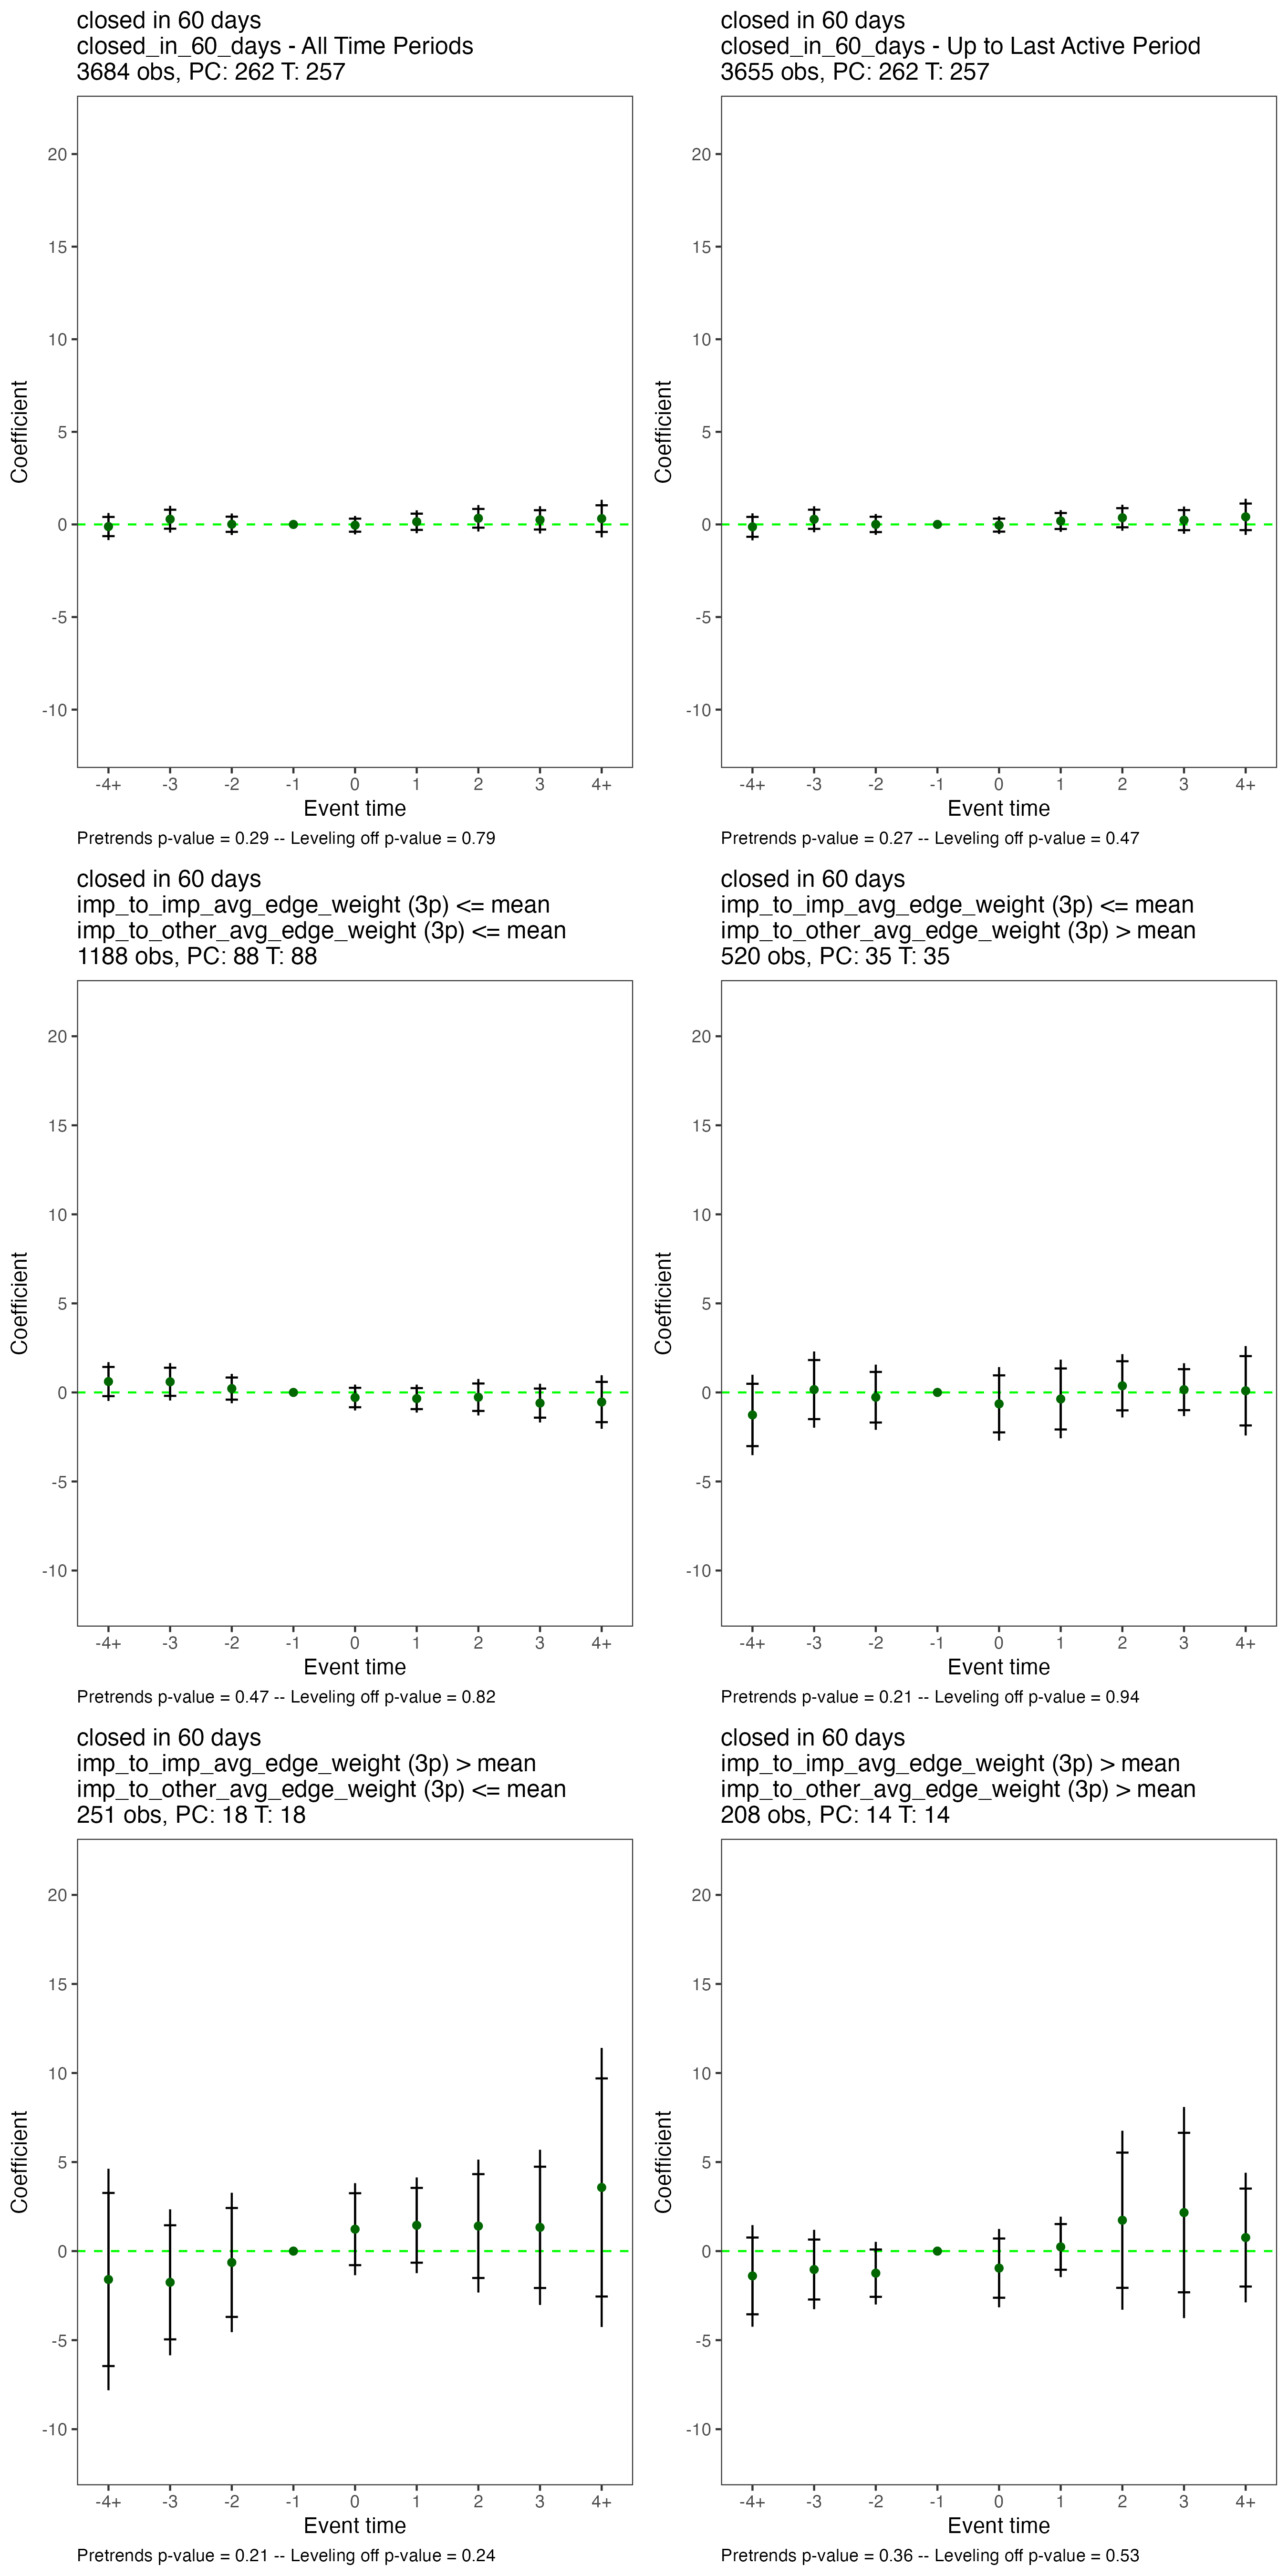 closed in 60 days
closed_in_60_days - All Time Periods
3684 obs, PC: 262 T: 257
20
15
10
5
0
-5
-10
Coefficient
-4+ -3 -2 -1 0 1 2 3 4+
Event time
Pretrends p-value = 0.29 -- Leveling off p-value = 0.79
closed in 60 days
closed_in_60_days - Up to Last Active Period
3655 obs, PC: 262 T: 257
20
15
10
5
0
-5
-10
Coefficient
-4+ -3 -2 -1 0 1 2 3 4+
Event time
Pretrends p-value = 0.27 -- Leveling off p-value = 0.47
closed in 60 days
imp_to_imp_avg_edge_weight (3p) <= mean
imp_to_other_avg_edge_weight (3p) <= mean
1188 obs, PC: 88 T: 88
20
15
10
5
0
-5
-10
Coefficient
-4+ -3 -2 -1 0 1 2 3 4+
Event time
Pretrends p-value = 0.47 -- Leveling off p-value = 0.82
closed in 60 days
imp_to_imp_avg_edge_weight (3p) <= mean
imp_to_other_avg_edge_weight (3p) > mean
520 obs, PC: 35 T: 35
20
15
10
5
0
-5
-10
Coefficient
-4+ -3 -2 -1 0 1 2 3 4+
Event time
Pretrends p-value = 0.21 -- Leveling off p-value = 0.94
closed in 60 days
imp_to_imp_avg_edge_weight (3p) > mean
imp_to_other_avg_edge_weight (3p) <= mean
251 obs, PC: 18 T: 18
20
15
10
5
0
-5
-10
Coefficient
-4+ -3 -2 -1 0 1 2 3 4+
Event time
Pretrends p-value = 0.21 -- Leveling off p-value = 0.24
closed in 60 days
imp_to_imp_avg_edge_weight (3p) > mean
imp_to_other_avg_edge_weight (3p) > mean
208 obs, PC: 14 T: 14
20
15
10
5
0
-5
-10
Coefficient
-4+ -3 -2 -1 0 1 2 3 4+
Event time
Pretrends p-value = 0.36 -- Leveling off p-value = 0.53